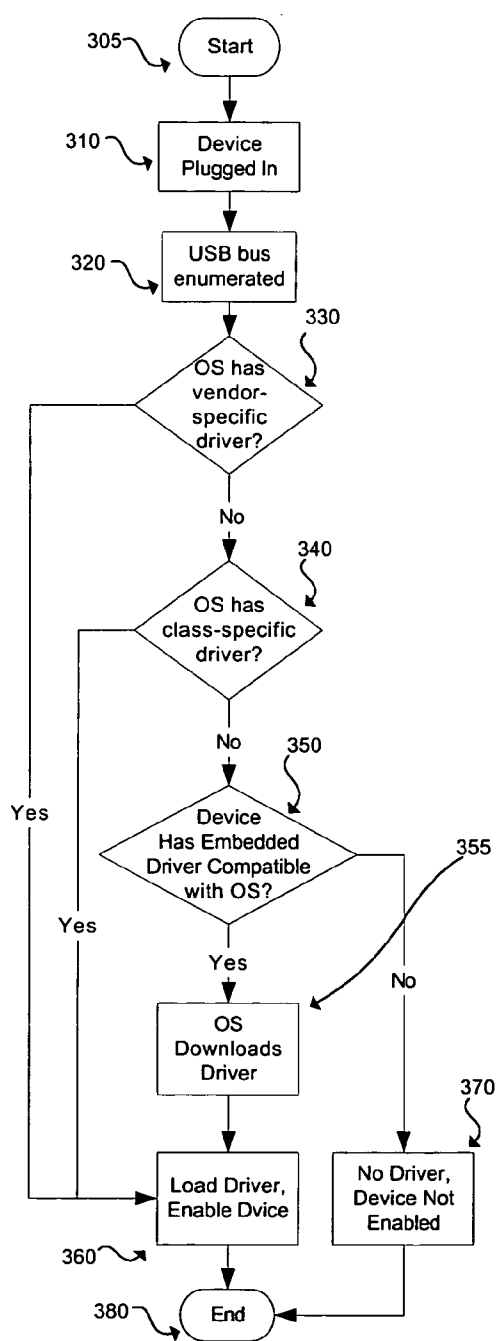 305
Start
310
Device
Plugged In
320
USB bus
enumerated
330
OS has
vendor-
specific
driver?
No
340
OS has
class-specific
driver?
No
350
Yes
Device
Has Embedded
Driver Compatible
with OS?
355
Yes
Yes
No
OS
Downloads
Driver
370
Load Driver,
Enable Dvice
No Driver,
Device Not
Enabled
360
End
380